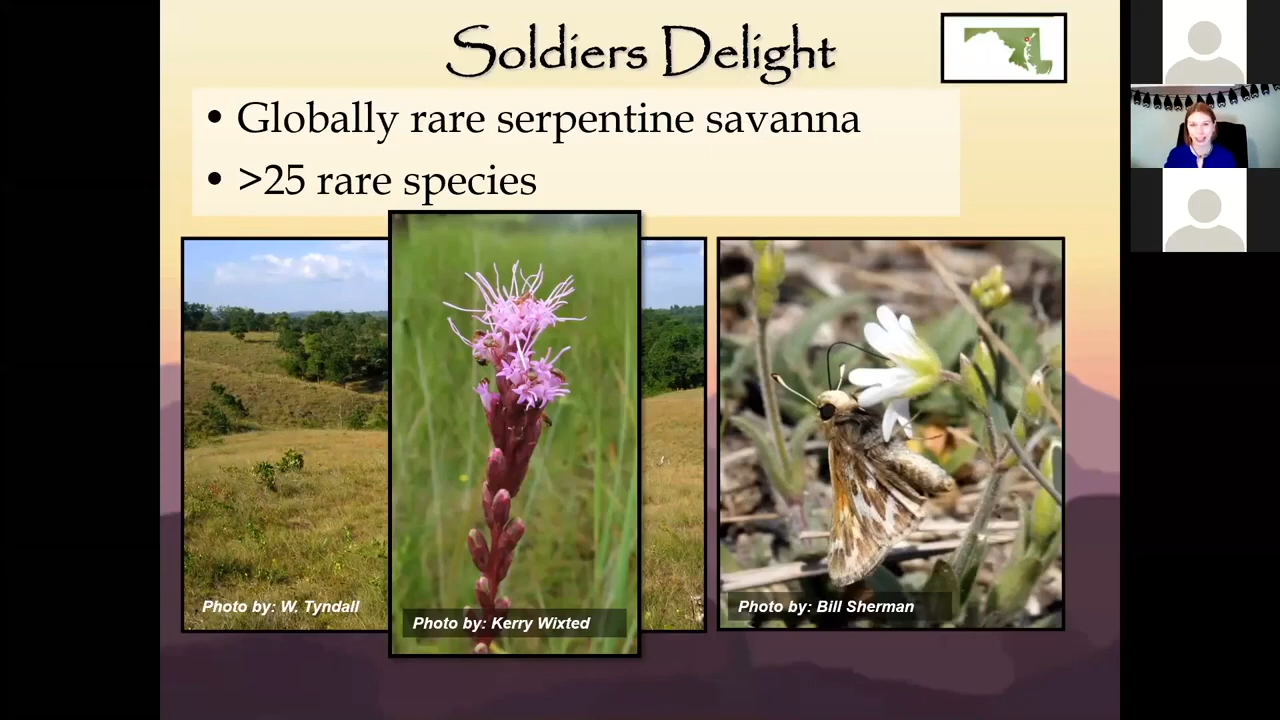 Soldiers Delight
• Globally rare serpentine savanna
• >25 rare species
Photo by: W. Tyndall
Photo by: Kerry Wixted
Photo by: Bill Sherman